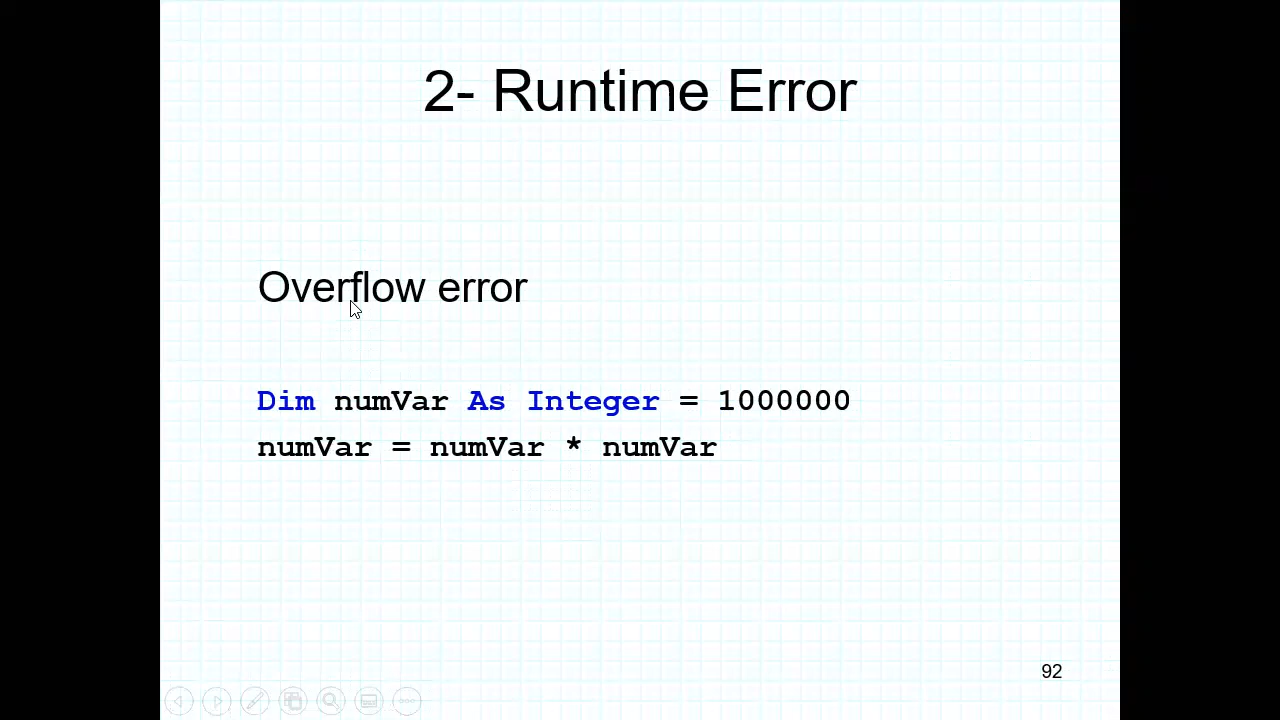 2- Runtime Error
Overflow error
Dim numVar As Integer = 1000000
numVar = numVar * numVar
92